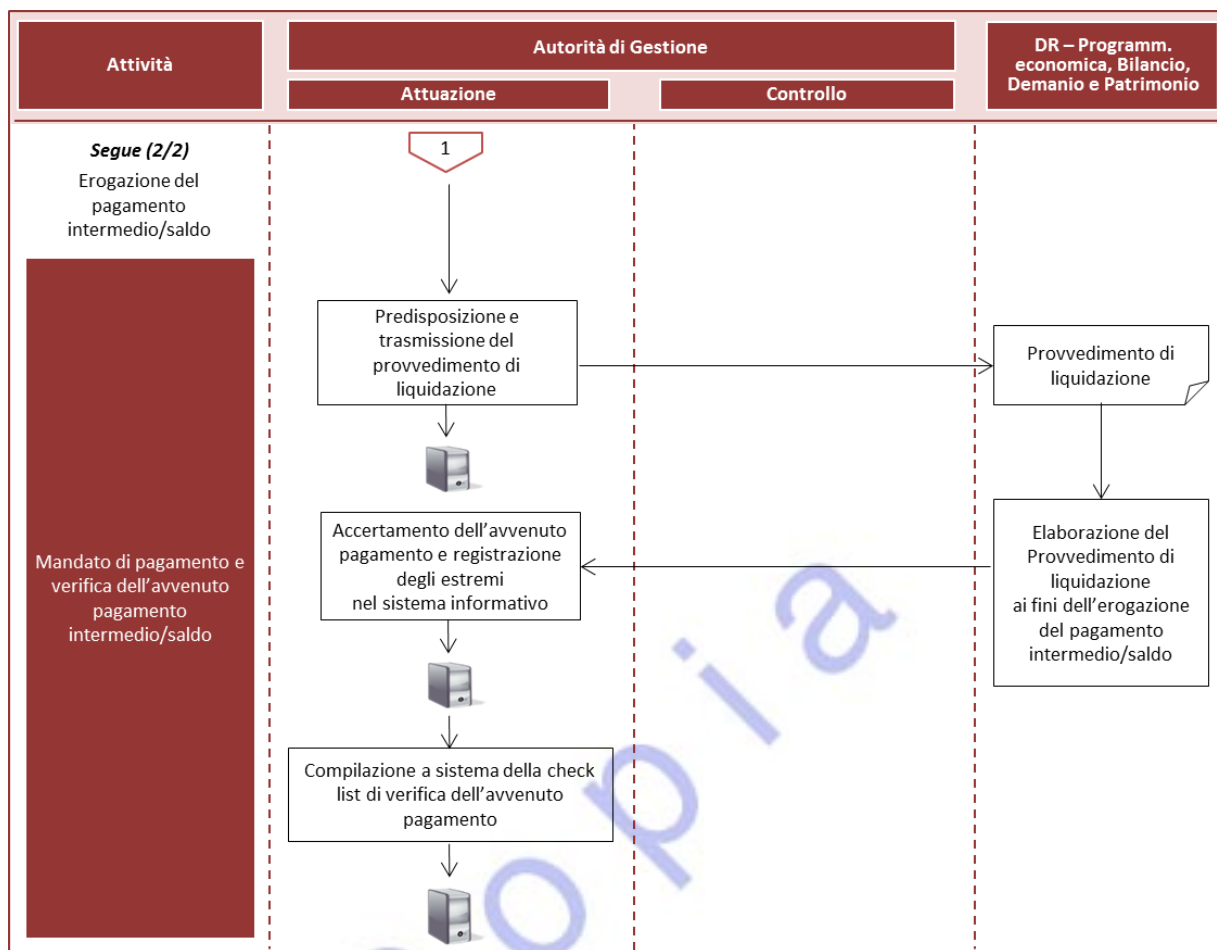 Attività
Autorità di Gestione
Attuazione
Controllo
DR – Programm.
economica, Bilancio,
Demanio e Patrimonio
Segue (2/2)
Erogazione del
pagamento
intermedio/saldo
1
Predisposizione e
trasmissione del
provvedimento di
liquidazione
Provvedimento di
liquidazione
Mandato di pagamento e
verifica dell’avvenuto
pagamento
intermedio/saldo
Accertamento dell’avvenuto
pagamento e registrazione
degli estremi
nel sistema informativo
Elaborazione del
Provvedimento di
liquidazione
ai fini dell’erogazione
del pagamento
intermedio/saldo
Compilazione a sistema della check
list di verifica dell’avvenuto
pagamento
opia